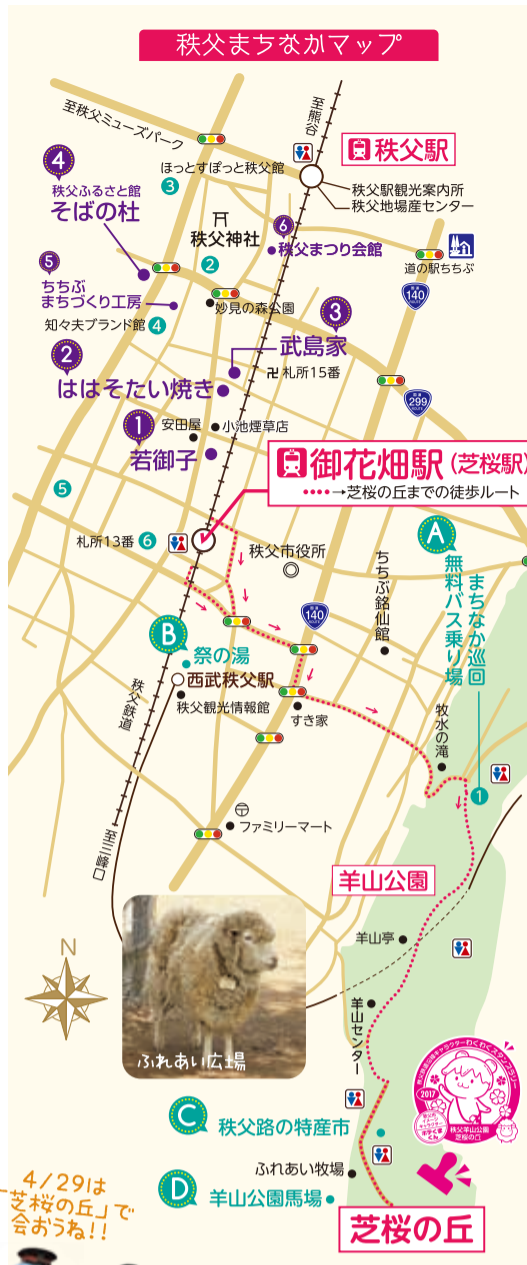 秩父まちなかマップ
至秩父ミューズパーク
至熊谷
秩父駅
ほっとすぽっと秩父館
3
秩父駅観光案内所
秩父地場産センター
4
秩父ふるさと館
そばの杜
秩父神社
6
秩父まつり会館
2
道の駅ちちぶ
140
ROUTE
5
ちちぶ
まちづくり工房
知々夫ブランド館 4
妙見の森公園
3
武島家
2
ははそたい焼き
札所15番
299
ROUTE
1
若御子
安田屋
小池煙草店
御花畑駅(芝桜駅)
→芝桜の丘までの徒歩ルート
5
札所13番 6
秩父市役所
A
まちなか巡回
無料バス乗り場
ちちぶ銘仙館
140
ROUTE
B
祭の湯
西武秩父駅
秩父観光情報館
すき家
秩父鉄道
牧水の滝
1
至三峰口
ファミリーマート
羊山公園
羊山亭
N
羊山センター
ふれあい広場
2017
秩父羊山公園
芝桜の丘
C
秩父路の特産市
ふれあい牧場
D
羊山公園馬場
芝桜の丘
4/29は
芝桜の丘」で
会おうね!!